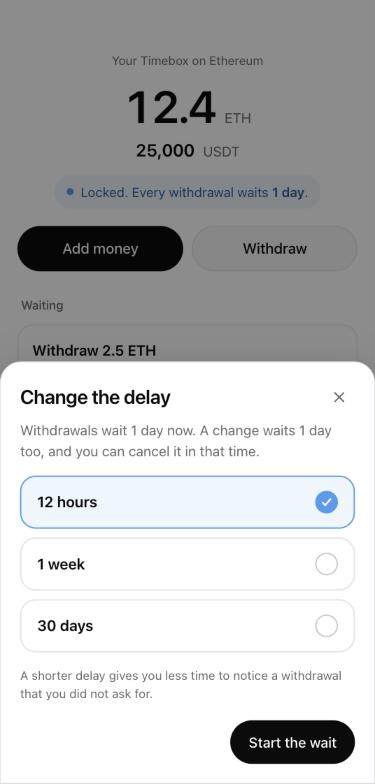 Your Timebox on Ethereum
12.4 ETH
25,000 USDT
Locked. Every withdrawal waits 1 day.
Add money
Withdraw
Waiting
Withdraw 2.5 ETH
Change the delay
Withdrawals wait 1 day now. A change waits 1 day
too, and you can cancel it in that time.
12 hours
1 week
30 days
A shorter delay gives you less time to notice a withdrawal
that you did not ask for.
Start the wait